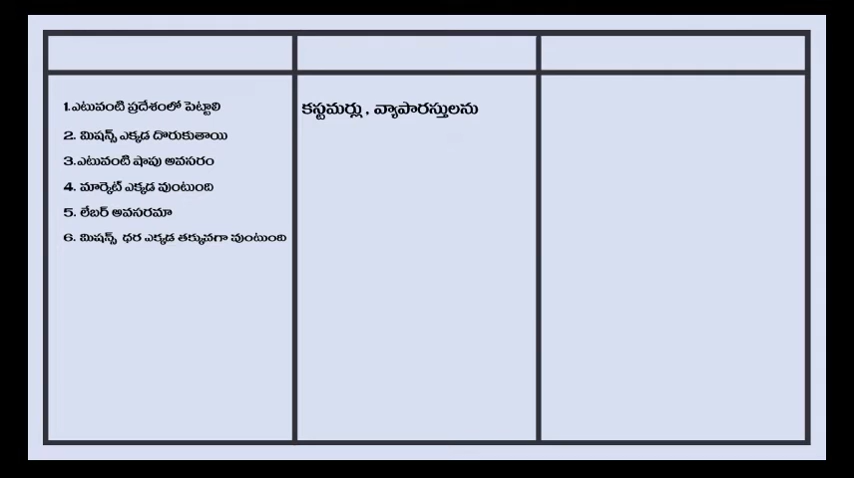 1.ఎటువంటి ప్రదేశంలో పెట్టాలి
2. మిషన్స్ ఎక్కడ దొరుకుతాయి
3.ఎటువంటి షాపు అవసరం
4. మార్కెట్ ఎక్కడ వుంటుంది
5. లేబర్ అవసరమా
6. మిషన్స్ ధర ఎక్కడ తక్కువగా వుంటుంది
కస్టమర్లు, వ్యాపారస్తులను